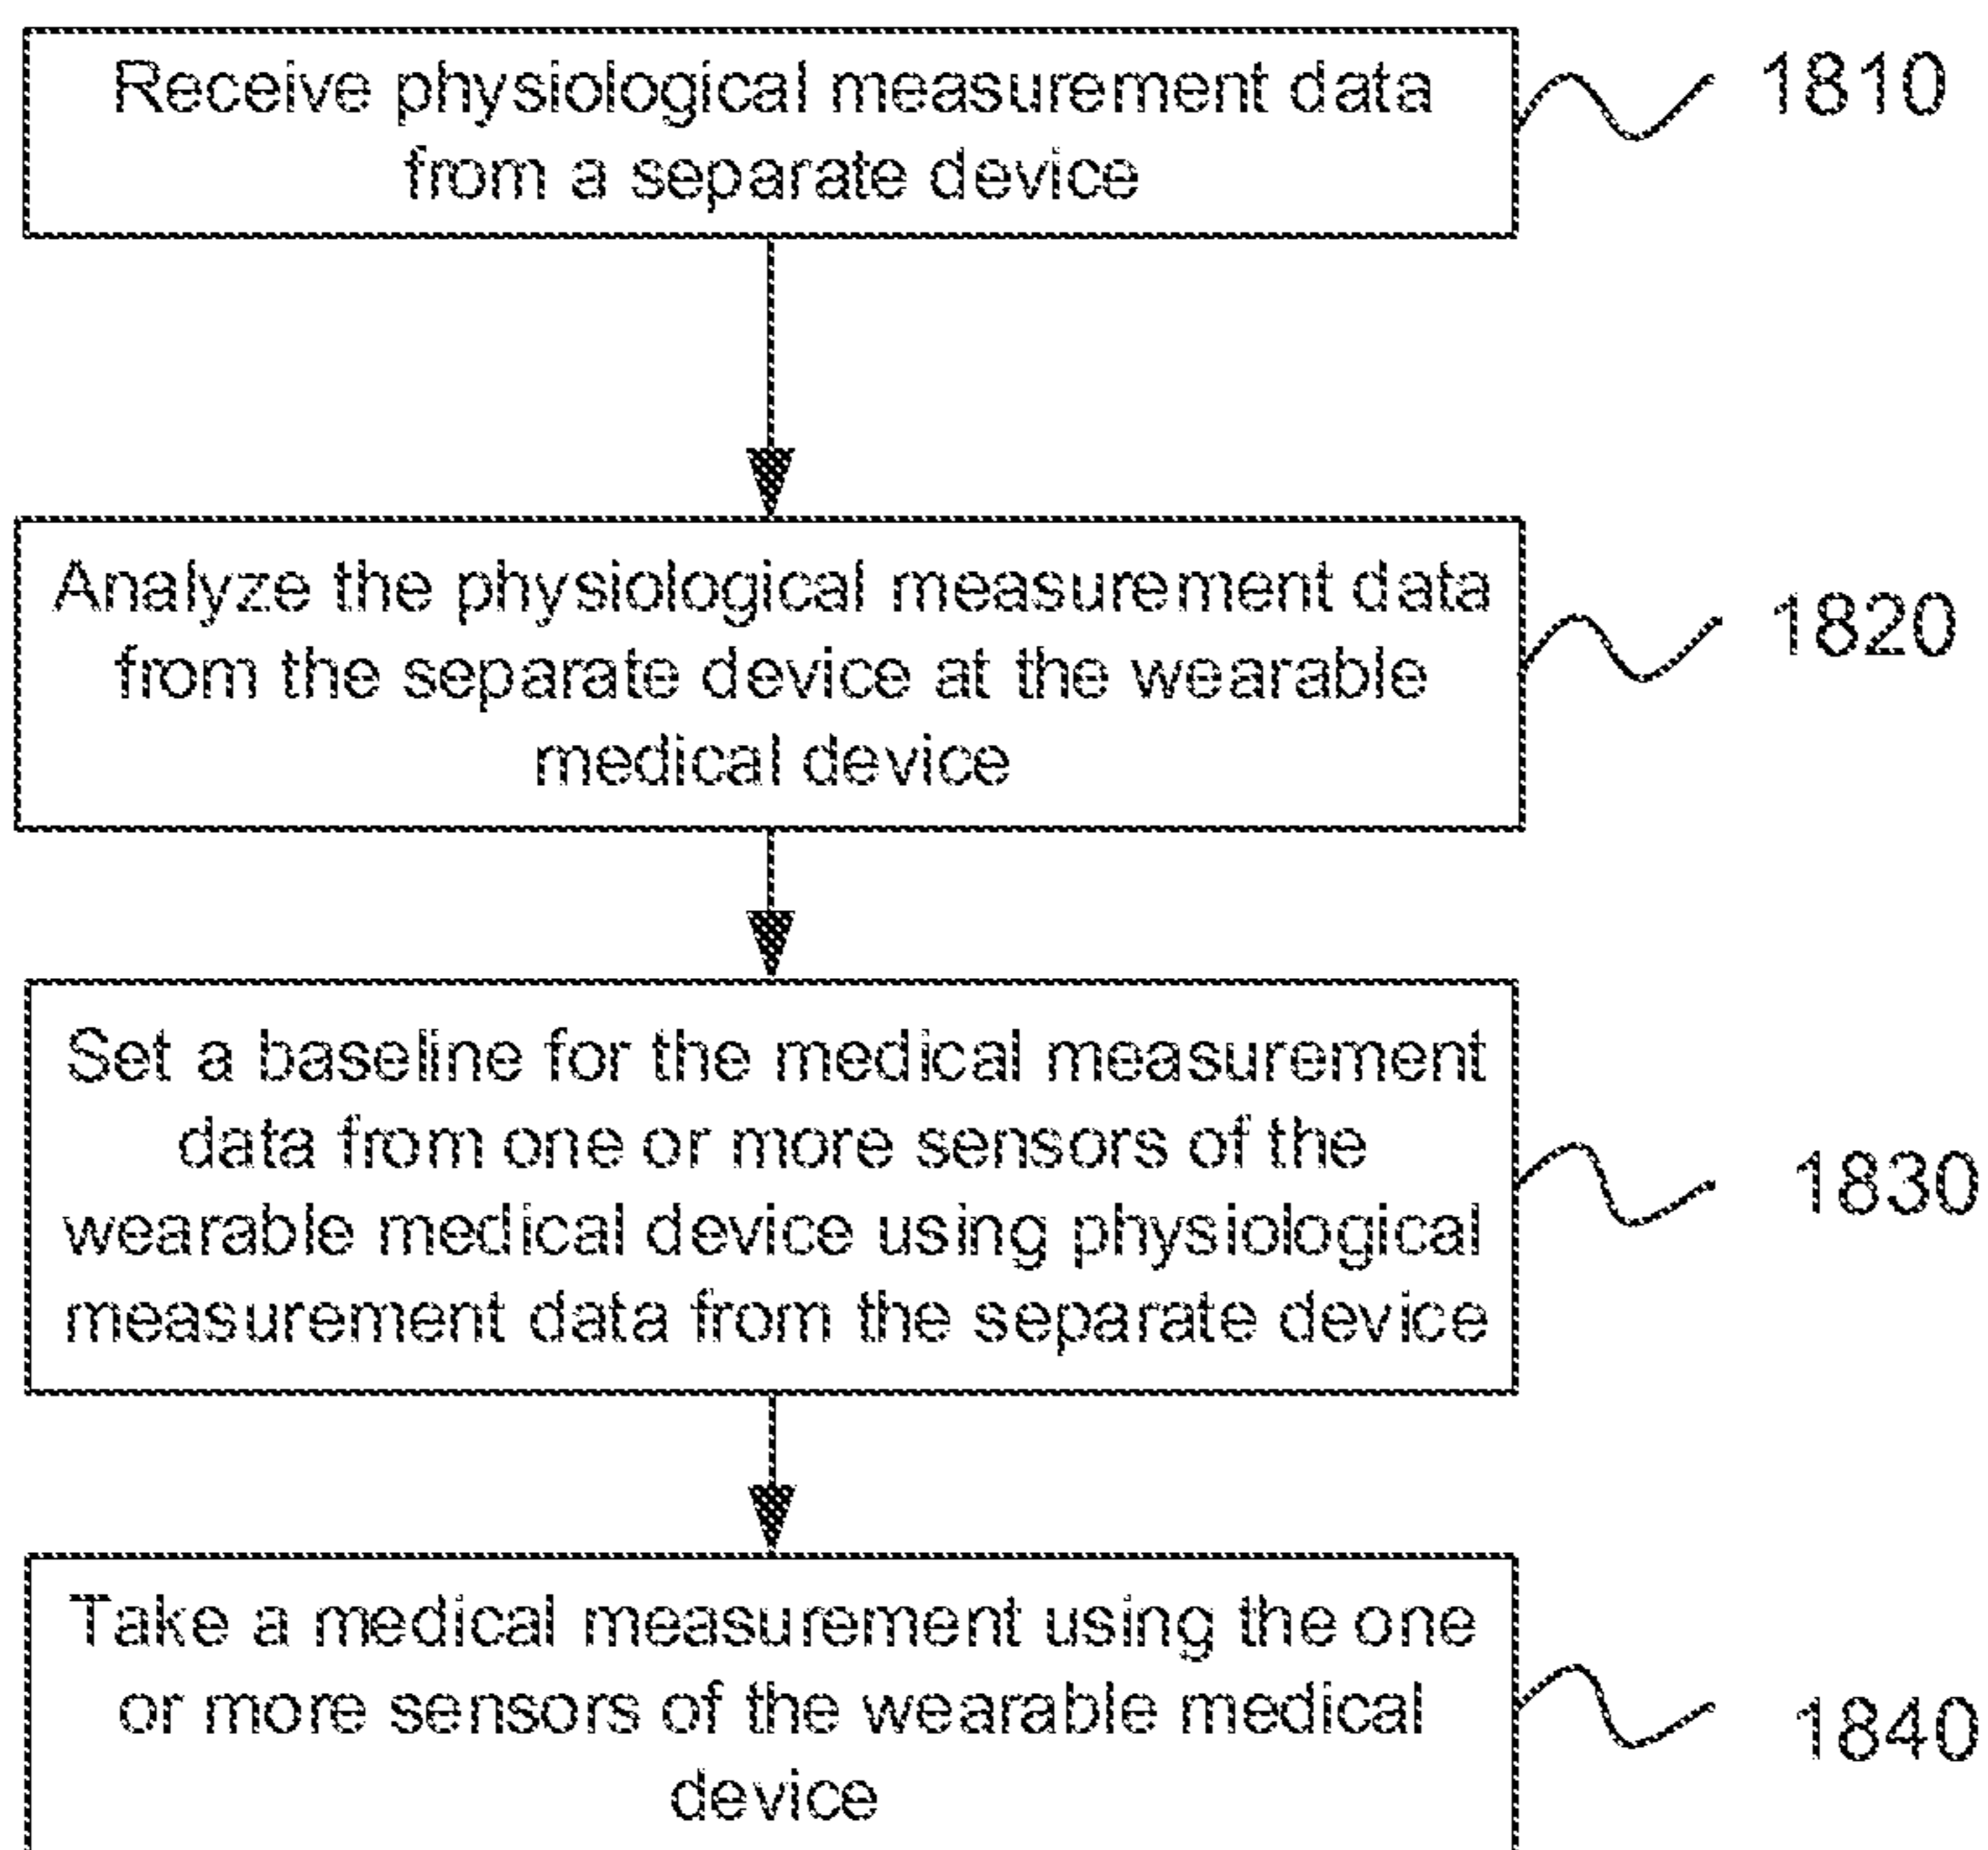 Receive physiological measurement data
from a separate device
1810
Analyze the physiological measurement data
from the separate device at the wearable
medical device
1820
Set a baseline for the medical measurement
data from one or more sensors of the
wearable medical device using physiological
measurement data from the separate device
1830
Take a medical measurement using the one
or more sensors of the wearable medical
device
1840